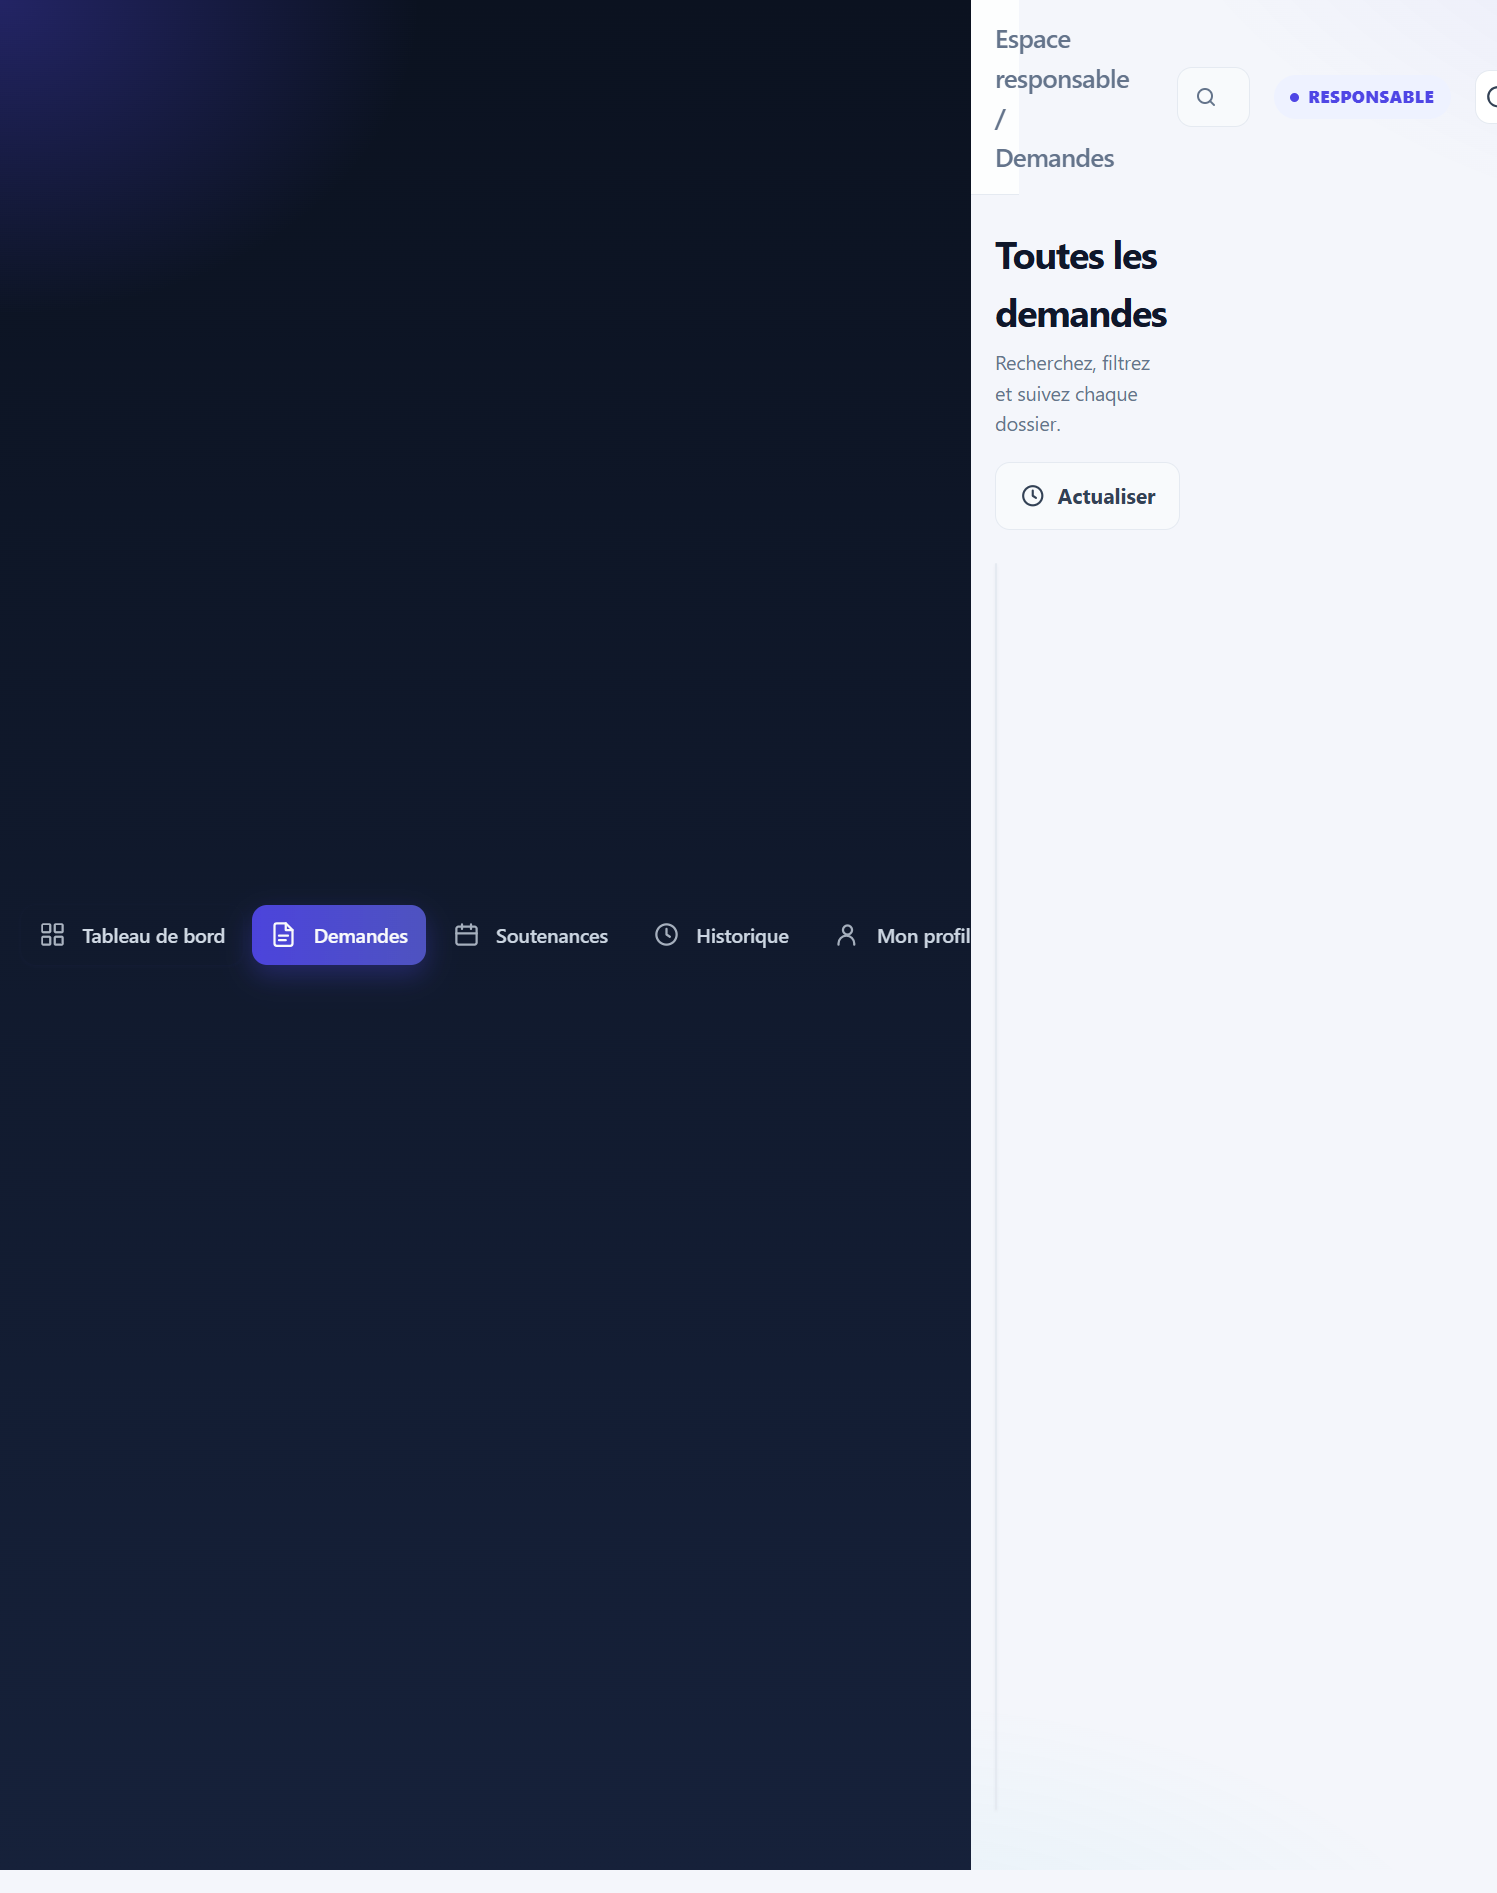 Espace
responsable
/
Demandes
RESPONSABLE
Toutes les
demandes
Recherchez, filtrez
et suivez chaque
dossier.
Actualiser
Tableau de bord
Demandes
Soutenances
Historique
Mon profil